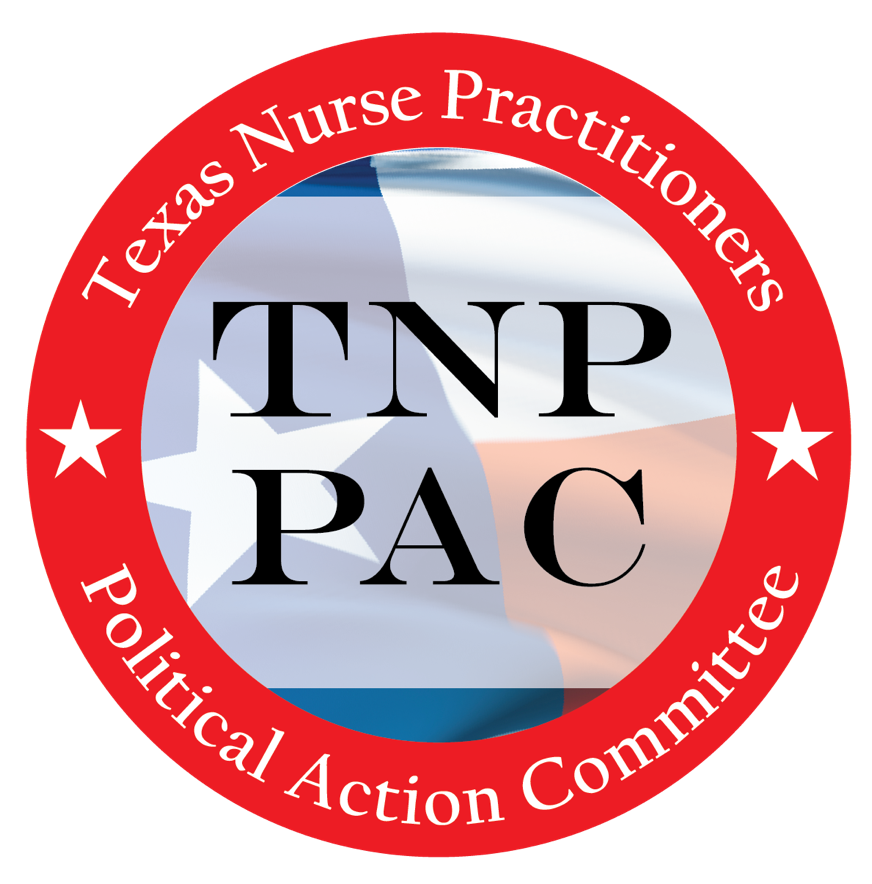 Texas Nurse Practitioners
TNP
PAC
Political Action Committee